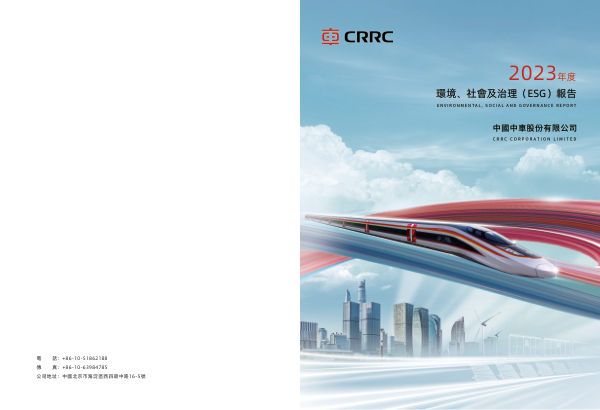 CRRC
2023年度
環境、社會及治理（ESG）報告
ENVIRONMENTAL, SOCIAL AND GOVERNANCE REPORT
中國中車股份有限公司
CRRC CORPORATION LIMITED
電 話：+86-10-51862188
傳 真：+86-10-63984785
公司地址：中國北京市海淀區西四環中路16-5號